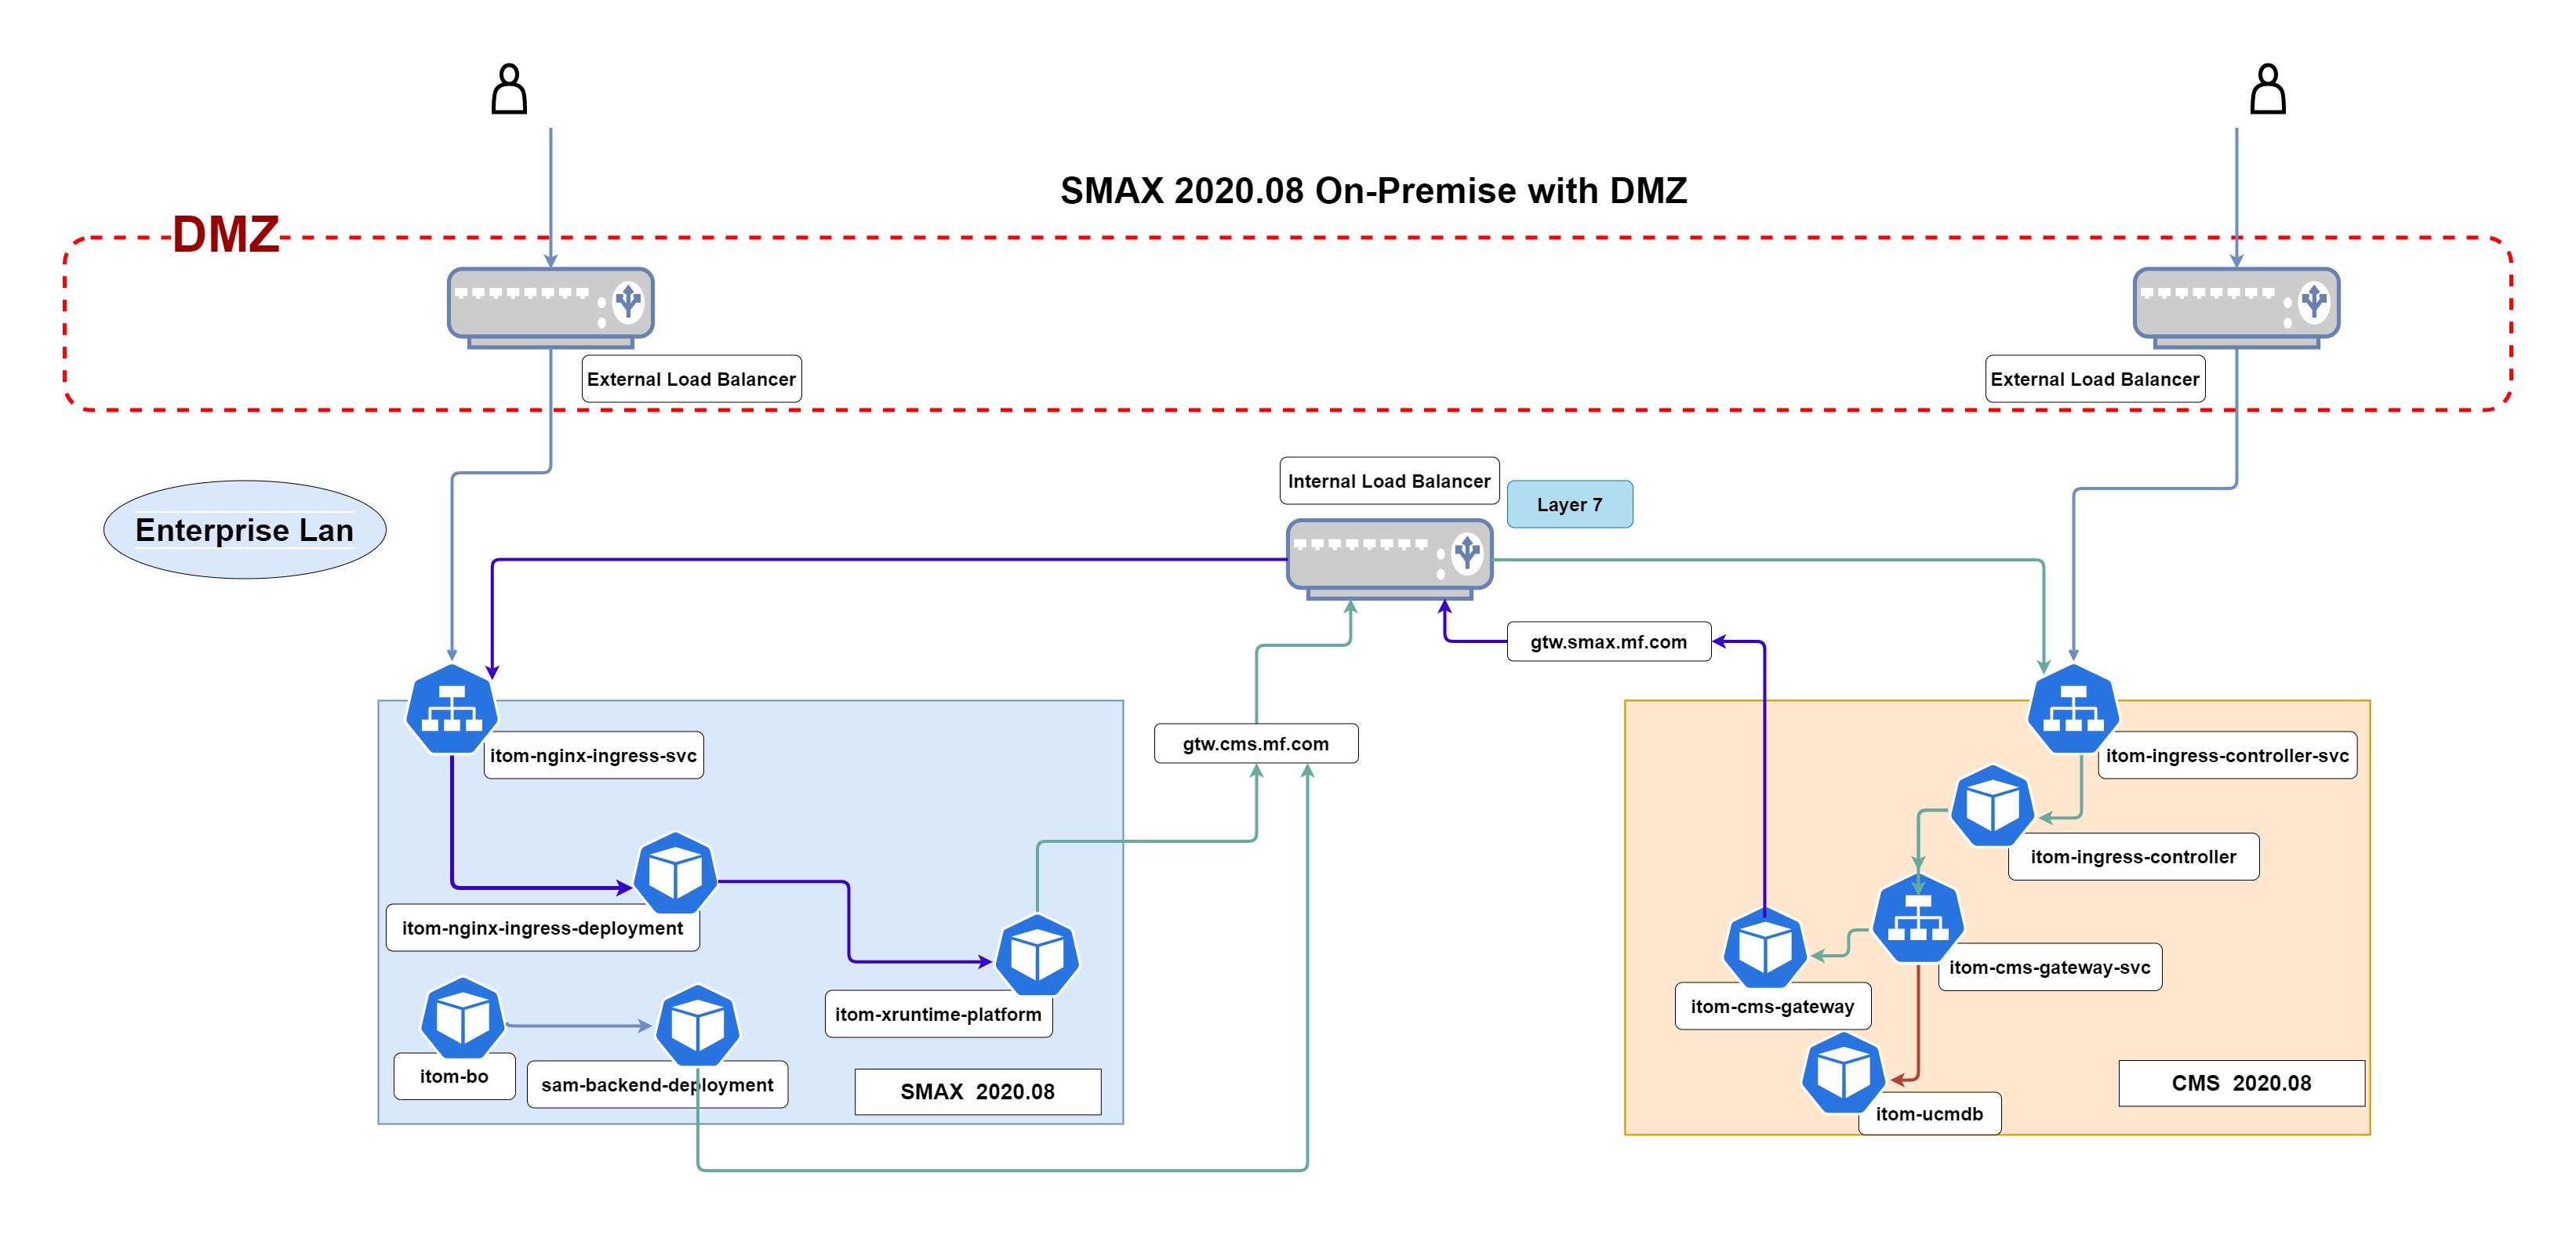 SMAX 2020.08 On-Premise with DMZ
DMZ
External Load Balancer
External Load Balancer
Internal Load Balancer
Layer 7
Enterprise Lan
gtw.smax.mf.com
gtw.cms.mf.com
itom-nginx-ingress-svc
itom-ingress-controller-svc
itom-ingress-controller
itom-nginx-ingress-deployment
itom-cms-gateway-svc
itom-cms-gateway
itom-xruntime-platform
itom-bo
sam-backend-deployment
SMAX 2020.08
CMS 2020.08
itom-ucmdb